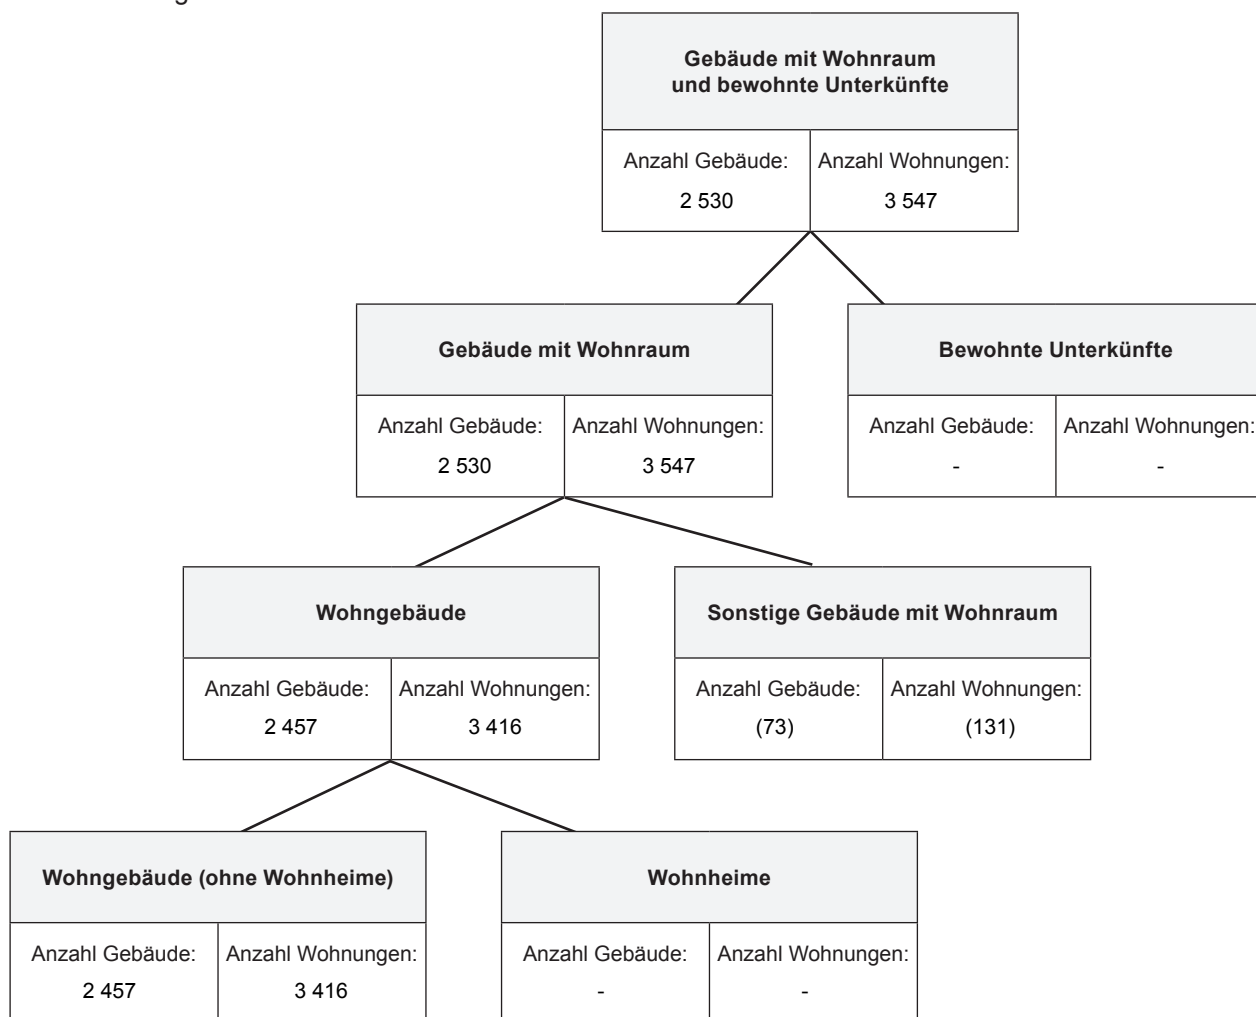 Gebäude mit Wohnraum
und bewohnte Unterkünfte
Anzahl Gebäude: Anzahl Wohnungen:
2 530 3 547
Gebäude mit Wohnraum
Anzahl Gebäude: Anzahl Wohnungen:
2 530 3 547
Bewohnte Unterkünfte
Anzahl Gebäude: Anzahl Wohnungen:
- -
Wohngebäude
Anzahl Gebäude: Anzahl Wohnungen:
2 457 3 416
Sonstige Gebäude mit Wohnraum
Anzahl Gebäude: Anzahl Wohnungen:
(73) (131)
Wohngebäude (ohne Wohnheime)
Anzahl Gebäude: Anzahl Wohnungen:
2 457 3 416
Wohnheime
Anzahl Gebäude: Anzahl Wohnungen:
- -